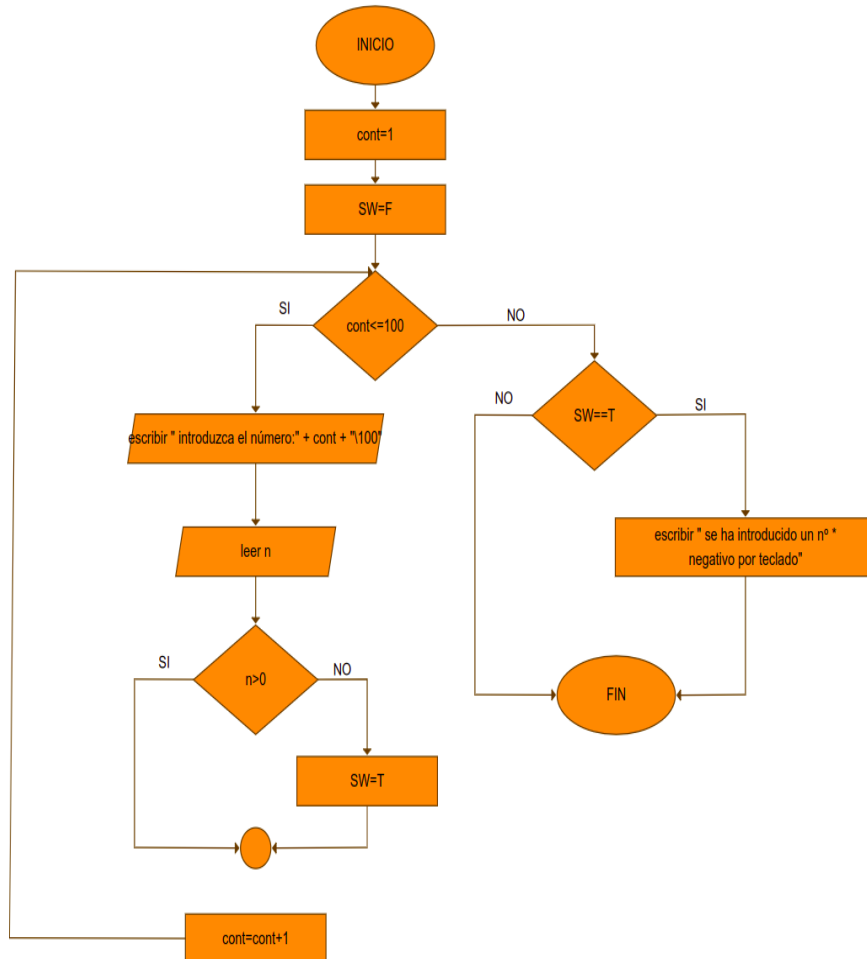 INICIO
cont=1
SW=F
cont<=100
SI
NO
escribir " introduzca el número:" + cont + "\100"
leer n
n>0
SI
NO
SW=T
cont=cont+1
SW==T
NO
SI
escribir " se ha introducido un nº *
negativo por teclado"
FIN